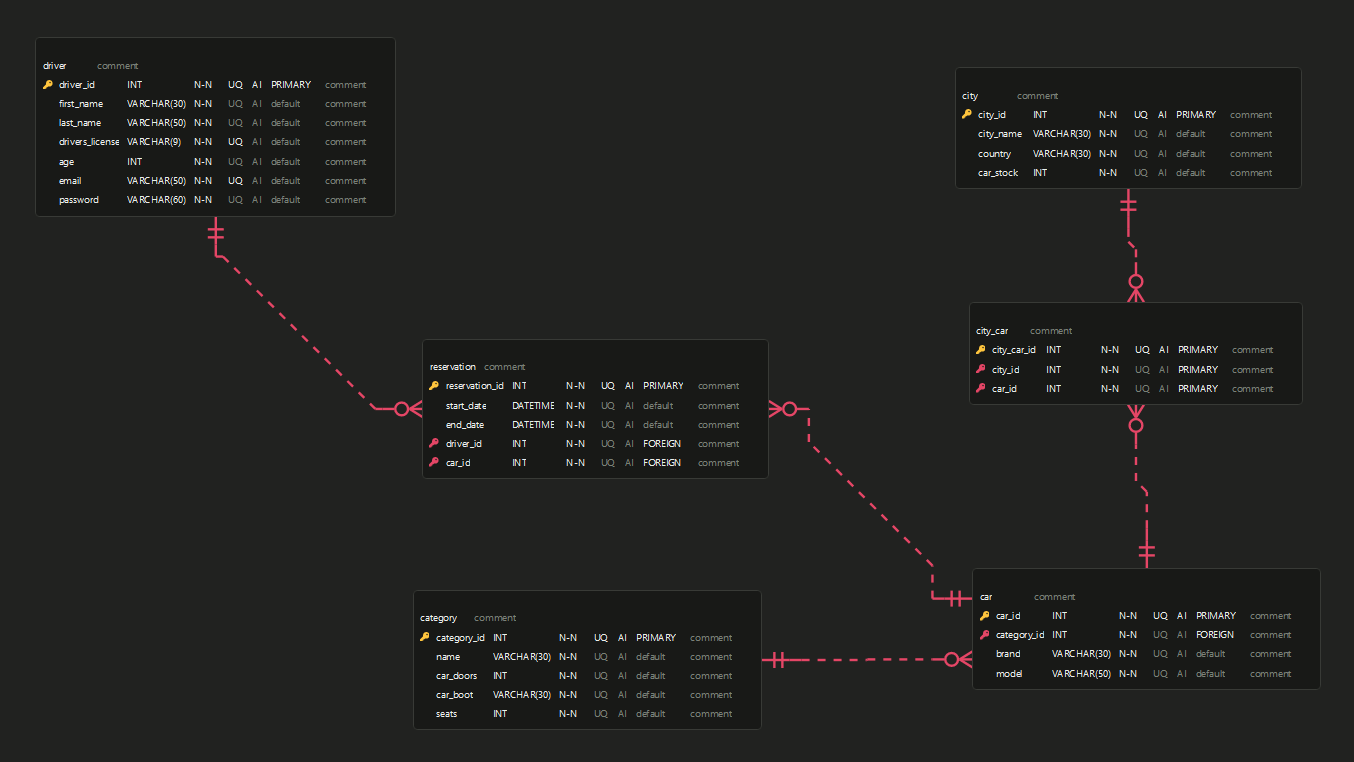 driver comment
driver_id INT N-N UQ AI PRIMARY comment
first_name VARCHAR(30) N-N UQ AI default comment
last_name VARCHAR(50) N-N UQ AI default comment
drivers_license VARCHAR(9) N-N UQ AI default comment
age INT N-N UQ AI default comment
email VARCHAR(50) N-N UQ AI default comment
password VARCHAR(60) N-N UQ AI default comment
city comment
city_id INT N-N UQ AI PRIMARY comment
city_name VARCHAR(30) N-N UQ AI default comment
country VARCHAR(30) N-N UQ AI default comment
car_stock INT N-N UQ AI default comment
city_car comment
city_car_id INT N-N UQ AI PRIMARY comment
city_id INT N-N UQ AI PRIMARY comment
car_id INT N-N UQ AI PRIMARY comment
reservation comment
reservation_id INT N-N UQ AI PRIMARY comment
start_date DATETIME N-N UQ AI default comment
end_date DATETIME N-N UQ AI default comment
driver_id INT N-N UQ AI FOREIGN comment
car_id INT N-N UQ AI FOREIGN comment
category comment
category_id INT N-N UQ AI PRIMARY comment
name VARCHAR(30) N-N UQ AI default comment
car_doors INT N-N UQ AI default comment
car_boot VARCHAR(30) N-N UQ AI default comment
seats INT N-N UQ AI default comment
car comment
car_id INT N-N UQ AI PRIMARY comment
category_id INT N-N UQ AI FOREIGN comment
brand VARCHAR(30) N-N UQ AI default comment
model VARCHAR(50) N-N UQ AI default comment